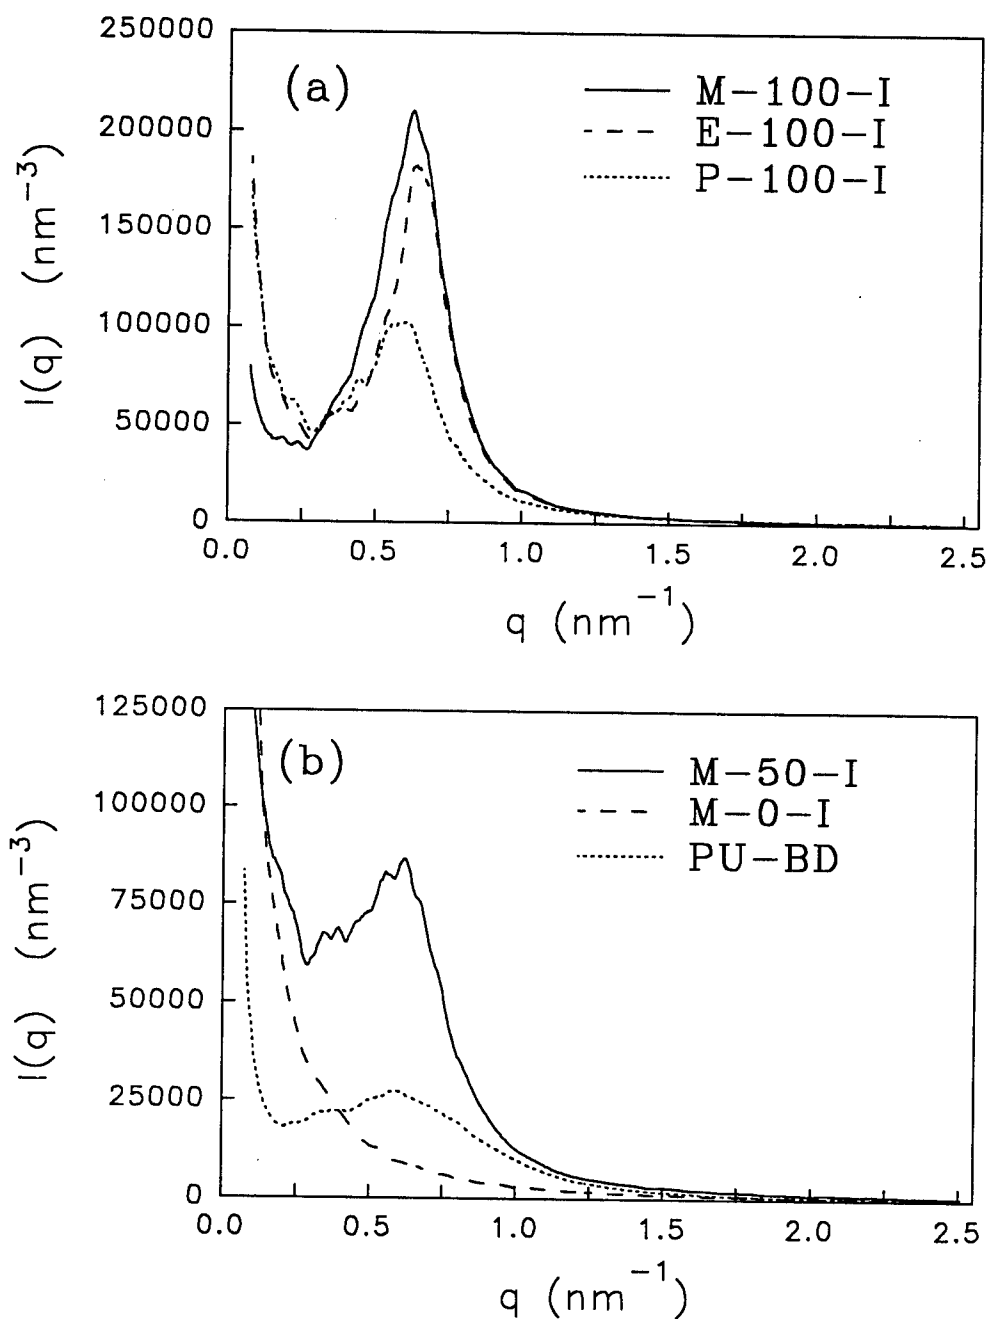 250000
200000
150000
100000
50000
0
I(q) (nm⁻³)
(a)
M-100-I
E-100-I
P-100-I
0.0 0.5 1.0 1.5 2.0 2.5
q (nm⁻¹)
125000
100000
75000
50000
25000
0
I(q) (nm⁻³)
(b)
M-50-I
M-0-I
PU-BD
0.0 0.5 1.0 1.5 2.0 2.5
q (nm⁻¹)